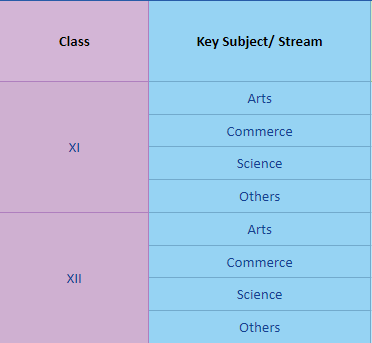 Class Key Subject/ Stream
XI
Arts
Commerce
Science
Others
XII
Arts
Commerce
Science
Others